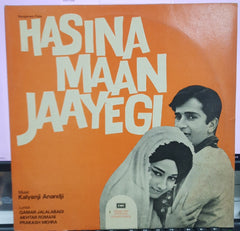 HASINA
MAAN
JAAYEGI
Music:
Kalyanji Anandji
Lyrics:
QAMAR JALALABADI
AKHTAR ROMANI
PRAKASH MEHRA
EMI